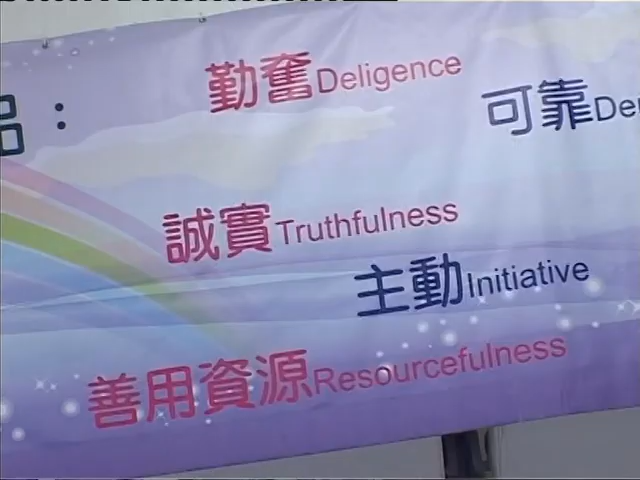 勤奮Deligence
品：
可靠De
誠實Truthfulness
主動Initiative
善用資源Resourcefulness